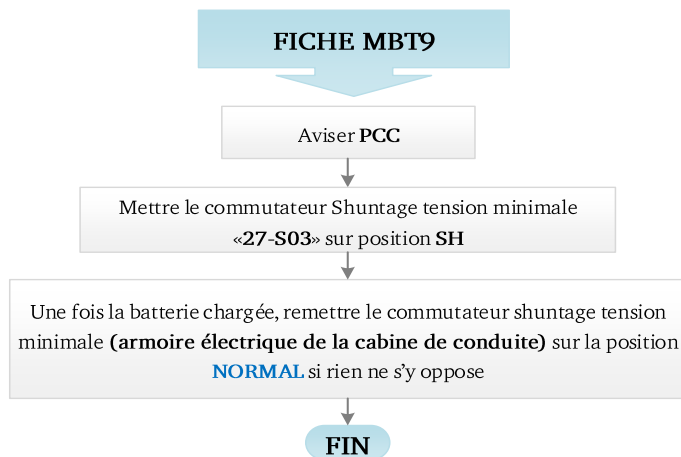 FICHE MBT9
Aviser PCC
Mettre le commutateur Shuntage tension minimale
«27-S03» sur position SH
Une fois la batterie chargée, remettre le commutateur shuntage tension
minimale (armoire électrique de la cabine de conduite) sur la position
NORMAL si rien ne s’y oppose
FIN